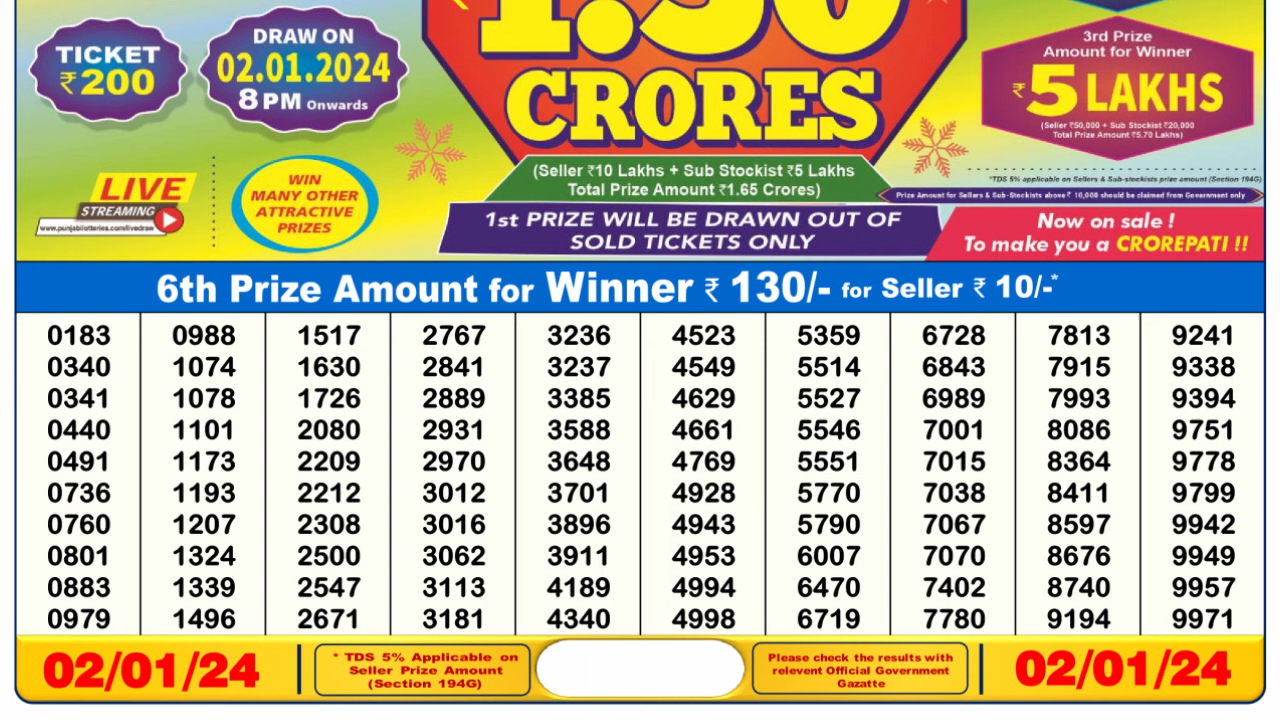 1.50
CRORES
TICKET
₹200
DRAW ON
02.01.2024
8 PM Onwards
3rd Prize
Amount for Winner
₹5 LAKHS
(Seller ₹50,000 + Sub Stockist ₹20,000
Total Prize Amount ₹5.70 Lakhs)
LIVE
STREAMING
www.punjablotteries.com/livedraw
WIN
MANY OTHER
ATTRACTIVE
PRIZES
(Seller ₹10 Lakhs + Sub Stockist ₹5 Lakhs
Total Prize Amount ₹1.65 Crores)
*TDS 5% applicable on Sellers & Sub-stockists prize amount (Section 194G)
Prize Amount for Sellers & Sub-Stockists above ₹ 10,000 should be claimed from Government only
1st PRIZE WILL BE DRAWN OUT OF
SOLD TICKETS ONLY
Now on sale !
To make you a CROREPATI !!
6th Prize Amount for Winner ₹ 130/- for Seller ₹ 10/-*
0183 0988 1517 2767 3236 4523 5359 6728 7813 9241
0340 1074 1630 2841 3237 4549 5514 6843 7915 9338
0341 1078 1726 2889 3385 4629 5527 6989 7993 9394
0440 1101 2080 2931 3588 4661 5546 7001 8086 9751
0491 1173 2209 2970 3648 4769 5551 7015 8364 9778
0736 1193 2212 3012 3701 4928 5770 7038 8411 9799
0760 1207 2308 3016 3896 4943 5790 7067 8597 9942
0801 1324 2500 3062 3911 4953 6007 7070 8676 9949
0883 1339 2547 3113 4189 4994 6470 7402 8740 9957
0979 1496 2671 3181 4340 4998 6719 7780 9194 9971
02/01/24
* TDS 5% Applicable on
Seller Prize Amount
(Section 194G)
Please check the results with
relevent Official Government
Gazatte
02/01/24